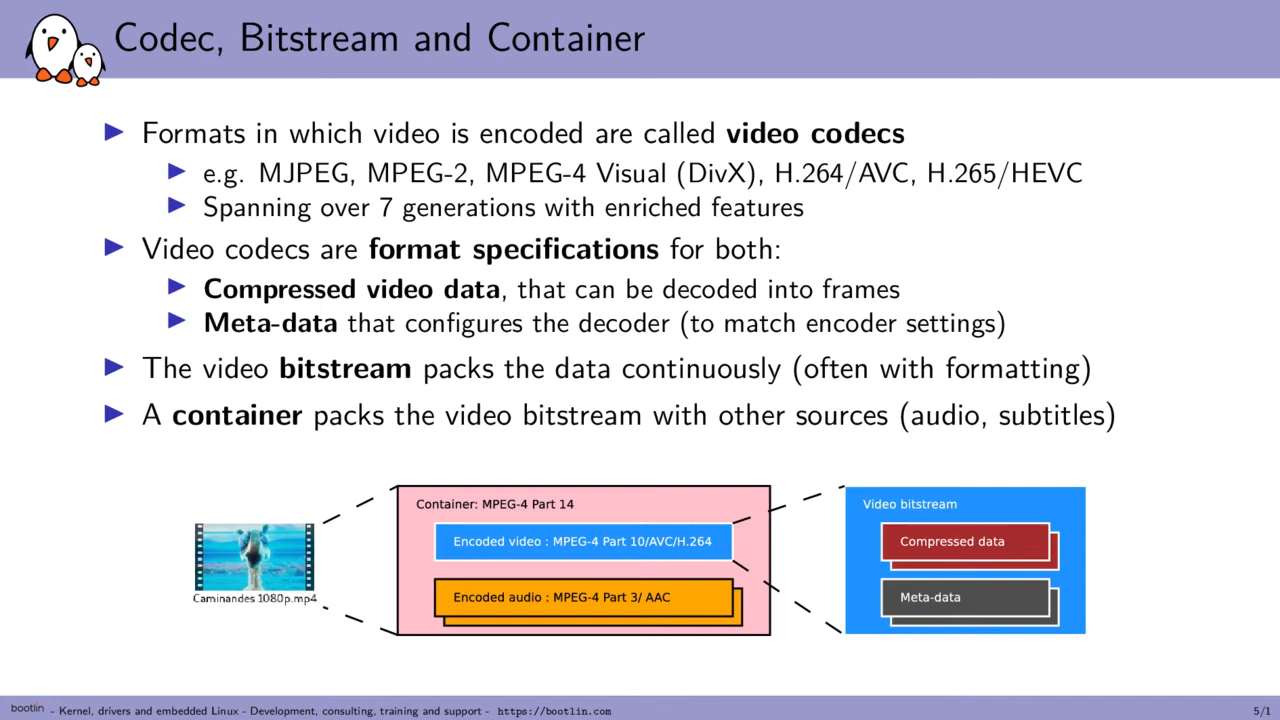 Codec, Bitstream and Container
Formats in which video is encoded are called video codecs
e.g. MJPEG, MPEG-2, MPEG-4 Visual (DivX), H.264/AVC, H.265/HEVC
Spanning over 7 generations with enriched features
Video codecs are format specifications for both:
Compressed video data, that can be decoded into frames
Meta-data that configures the decoder (to match encoder settings)
The video bitstream packs the data continuously (often with formatting)
A container packs the video bitstream with other sources (audio, subtitles)
Caminandes 1080p.mp4
Container: MPEG-4 Part 14
Encoded video : MPEG-4 Part 10/AVC/H.264
Encoded audio : MPEG-4 Part 3/ AAC
Video bitstream
Compressed data
Meta-data
bootlin - Kernel, drivers and embedded Linux - Development, consulting, training and support - https://bootlin.com
5/1